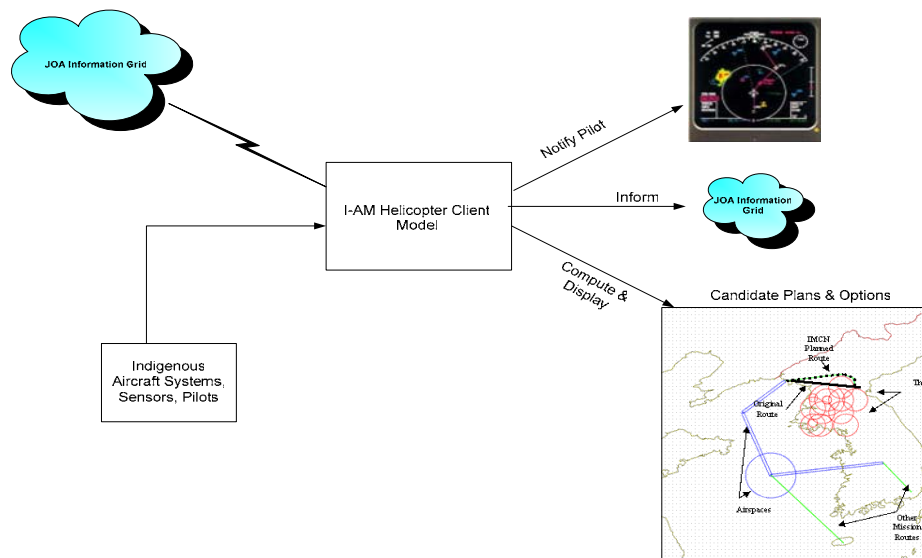 JOA Information Grid
Notify Pilot
I-AM Helicopter Client
Model
Inform
JOA Information
Grid
Compute &
Display
Candidate Plans & Options
Indigenous
Aircraft Systems,
Sensors, Pilots
IMCN
Planned
Route
Th
Original
Route
Airspaces
Other
Mission
Routes